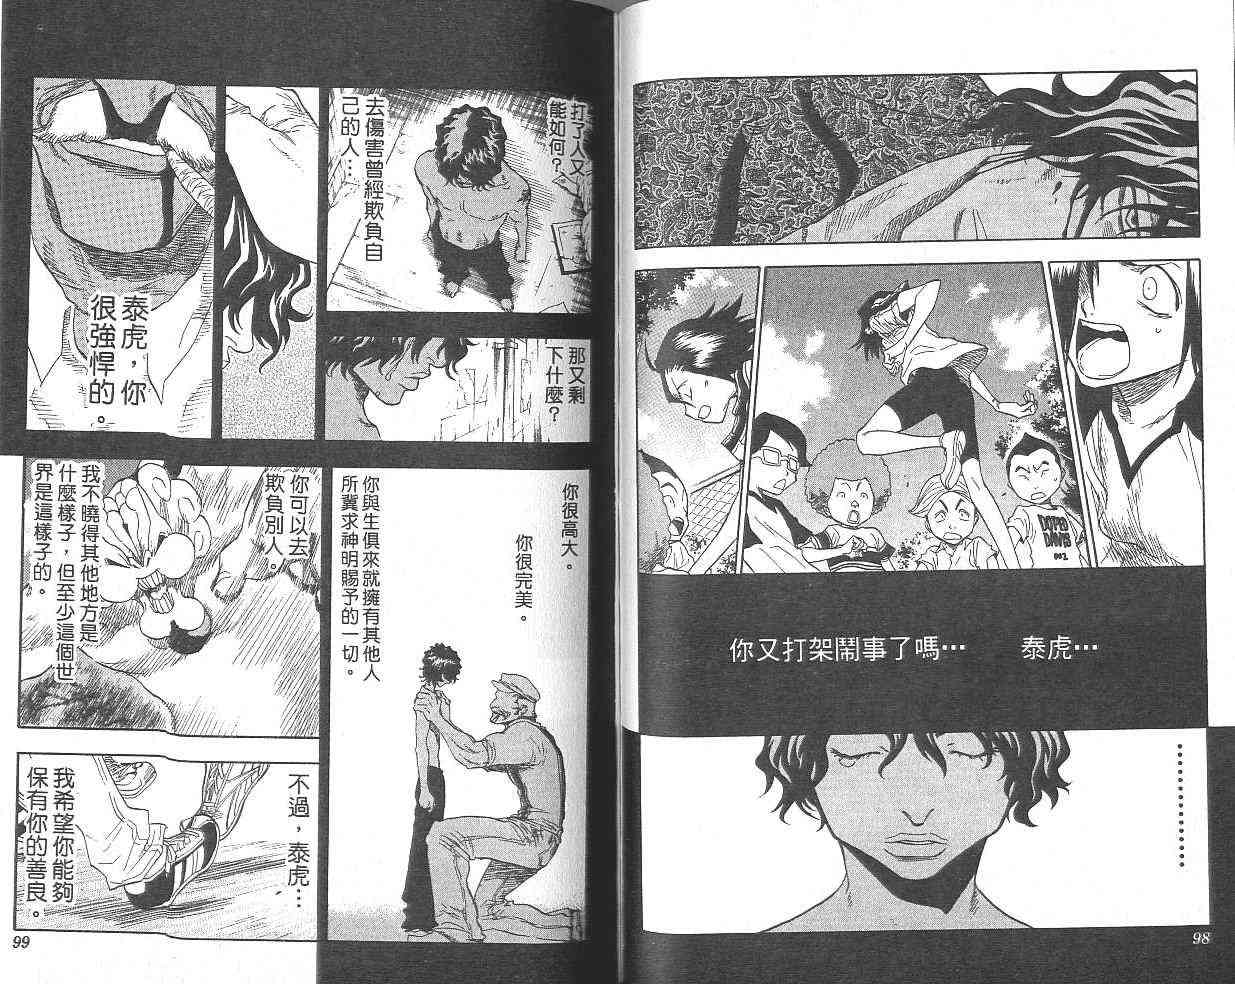 DOPED
DAVIS
泰虎…
你又打架鬧事了嗎…
…………
98
打了人又
能如何？
去傷害曾經欺負自
己的人…
那又剩
下什麼？
泰虎，你
很強悍的。
你很高大。
你很完美。
你與生俱來就擁有其他人
所冀求神明賜予的一切。
你可以去
欺負別人。
我不曉得其他地方是
什麼樣子，但至少這個世
界是這樣子的。
不過，泰虎…
我希望你能夠
保有你的善良。
99